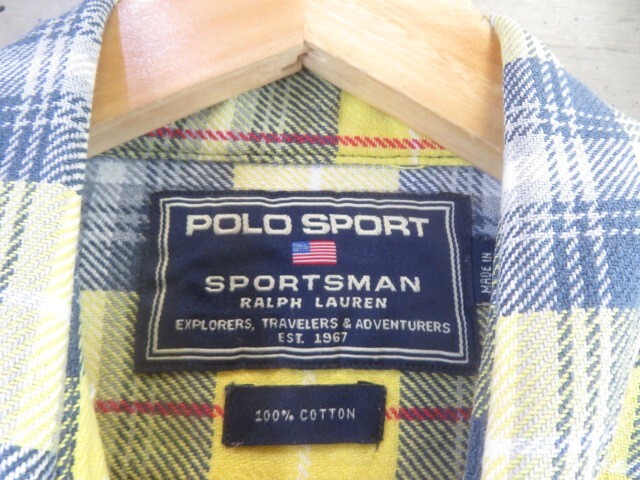 POLO SPORT
SPORTSMAN
RALPH LAUREN
EXPLORERS, TRAVELERS & ADVENTURERS
EST. 1967
MADE IN
100% COTTON